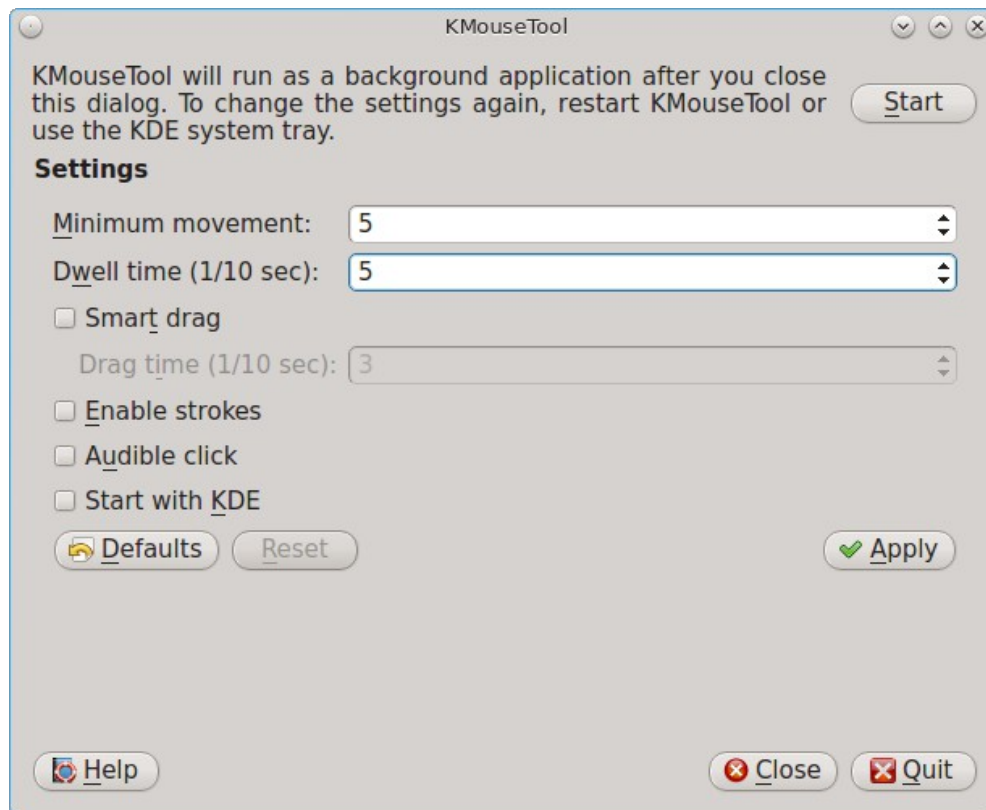 KMouseTool
KMouseTool will run as a background application after you close
this dialog. To change the settings again, restart KMouseTool or
use the KDE system tray.
Start
Settings
Minimum movement: 5
Dwell time (1/10 sec): 5
Smart drag
Drag time (1/10 sec): 3
Enable strokes
Audible click
Start with KDE
Defaults Reset Apply
Help Close Quit